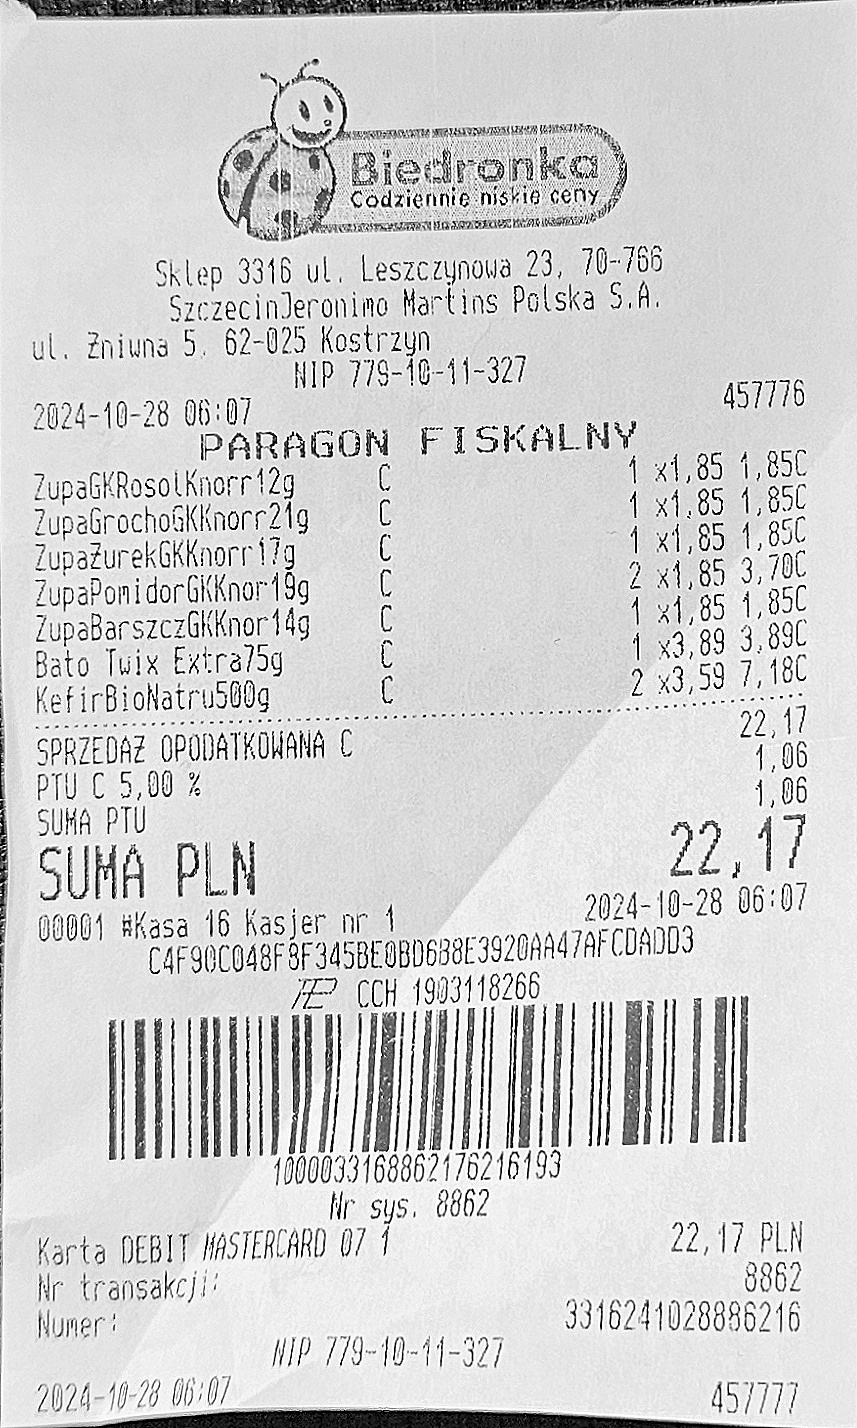 Biedronka
Codziennie niskie ceny
Sklep 3316 ul. Leszczynowa 23, 70-766
SzczecinJeronimo Martins Polska S.A.
ul. Żniwna 5, 62-025 Kostrzyn
NIP 779-10-11-327
2024-10-28 06:07 457776
PARAGON FISKALNY
ZupaGKRosolKnorr12g C 1 x1,85 1,85C
ZupaGrochoGKKnorr21g C 1 x1,85 1,85C
ZupaŻurekGKKnorr17g C 1 x1,85 1,85C
ZupaPomidorGKKnor19g C 2 x1,85 3,70C
ZupaBarszczGKKnor14g C 1 x1,85 1,85C
Bato Twix Extra75g C 1 x3,89 3,89C
KefirBioNatru500g C 2 x3,59 7,18C
SPRZEDAŻ OPODATKOWANA C 22,17
PTU C 5,00 % 1,06
SUMA PTU 1,06
SUMA PLN 22,17
00001 #Kasa 16 Kasjer nr 1 2024-10-28 06:07
C4F90C048F8F345BE0BD6B8E3920AA47AFCDADD3
CCH 1903118266
1000033168862176216193
Nr sys. 8862
Karta DEBIT MASTERCARD 07 1 22,17 PLN
Nr transakcji: 8862
Numer: 3316241028886216
NIP 779-10-11-327
2024-10-28 06:07 457777